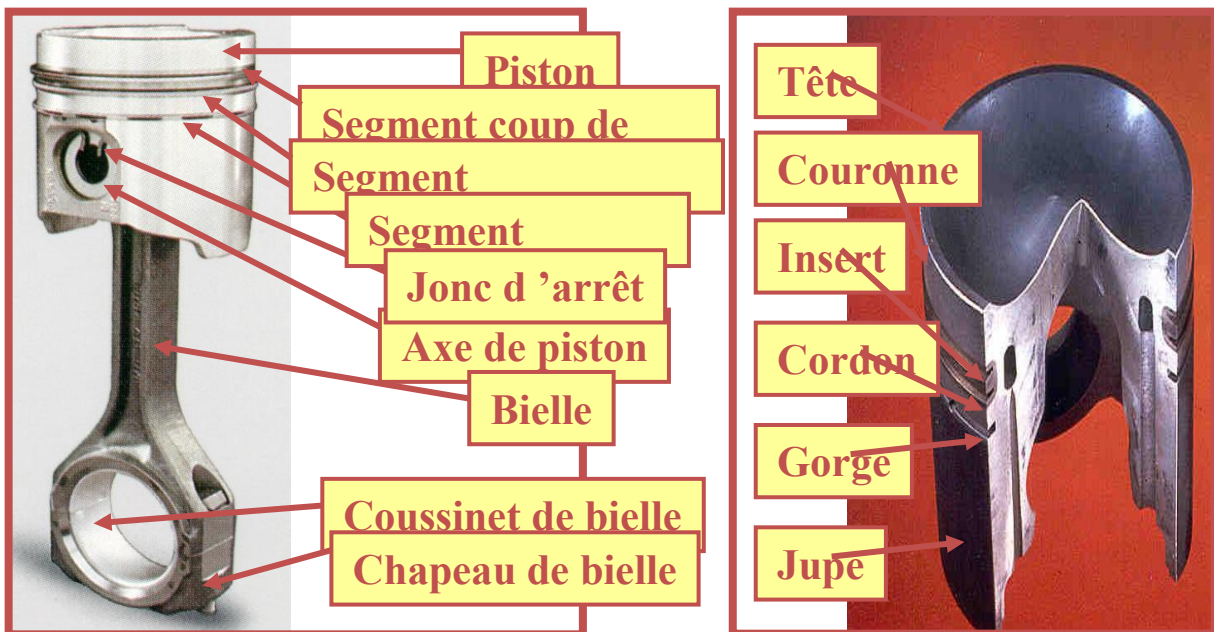 Piston
Segment coup de
Segment
Segment
Jonc d ’arrêt
Axe de piston
Bielle
Coussinet de bielle
Chapeau de bielle
Tête
Couronne
Insert
Cordon
Gorge
Jupe